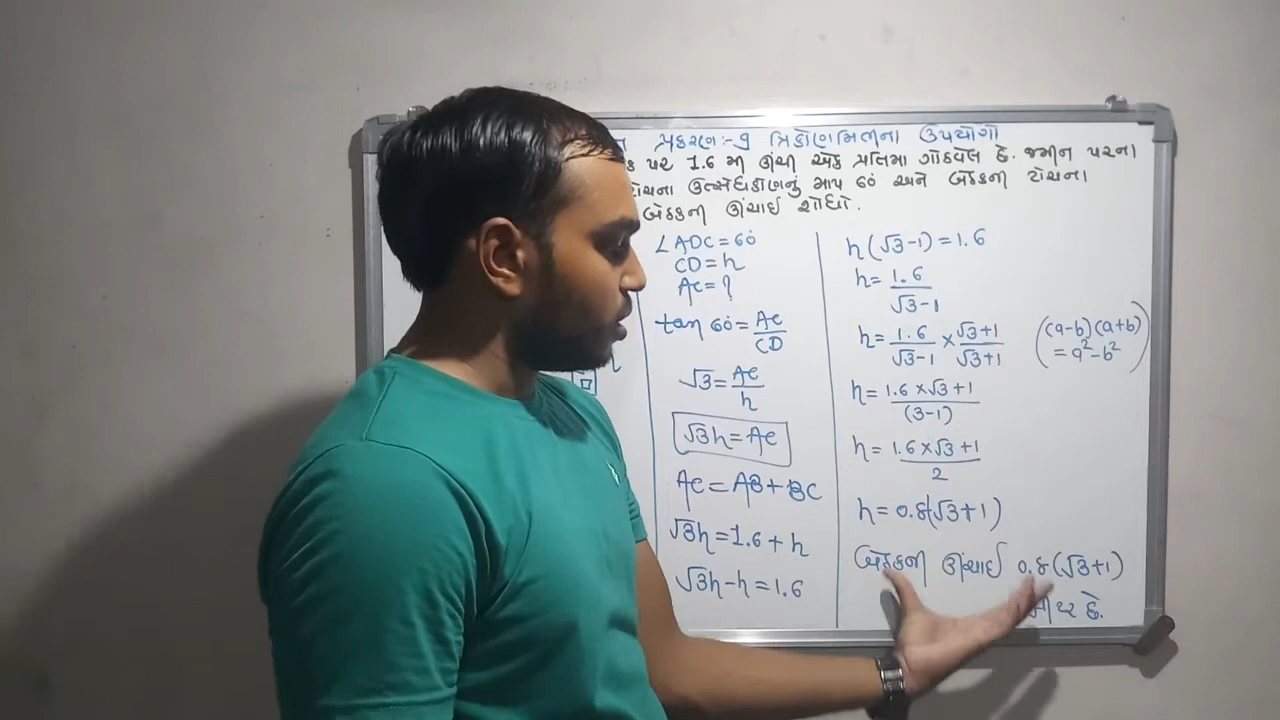 પ્રકરણ:-9 ત્રિકોણમિતિના ઉપયોગો
પર 1.6 મી ઊંચી એક પ્રતિમા ગોઠવેલ છે. જમીન પરના
ટોચના ઉત્સેધકોણનું માપ 60 અને બેઠકની ટોચના
બેઠકની ઊંચાઈ શોધો.
∠ADC = 60°
CD = h
AC = ?
tan 60° = AC/CD
√3 = AC/h
√3h = AC
AC = AB + BC
√3h = 1.6 + h
√3h - h = 1.6
h
h(√3-1) = 1.6
h = 1.6/√3-1
h = 1.6/√3-1 × √3+1/√3+1
(a-b)(a+b)
= a²-b²
h = 1.6 × √3+1/(3-1)
h = 1.6 × √3+1/2
h = 0.8(√3+1)
બેઠકની ઊંચાઈ 0.8(√3+1)
મીટર છે.